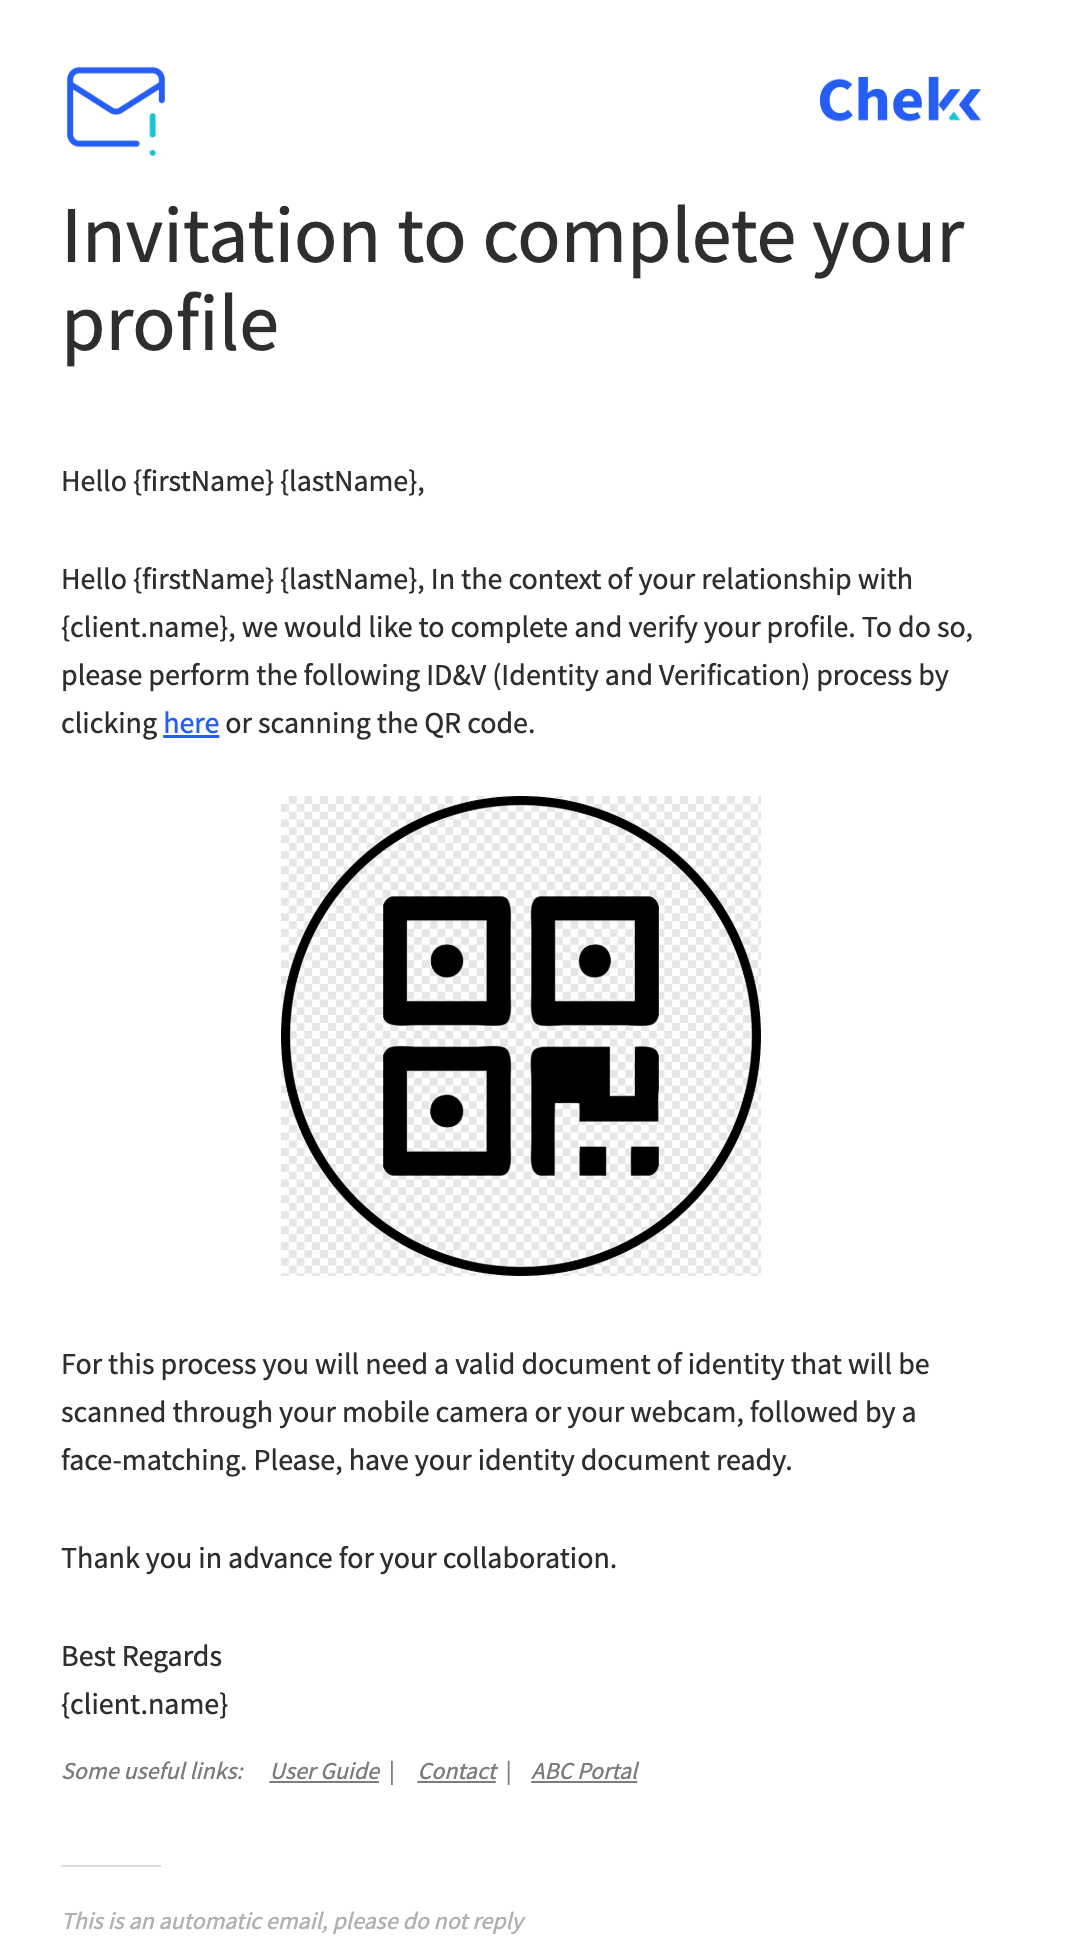 Chekk
Invitation to complete your
profile
Hello {firstName} {lastName},
Hello {firstName} {lastName}, In the context of your relationship with
{client.name}, we would like to complete and verify your profile. To do so,
please perform the following ID&V (Identity and Verification) process by
clicking here or scanning the QR code.
For this process you will need a valid document of identity that will be
scanned through your mobile camera or your webcam, followed by a
face-matching. Please, have your identity document ready.
Thank you in advance for your collaboration.
Best Regards
{client.name}
Some useful links: User Guide | Contact | ABC Portal
This is an automatic email, please do not reply